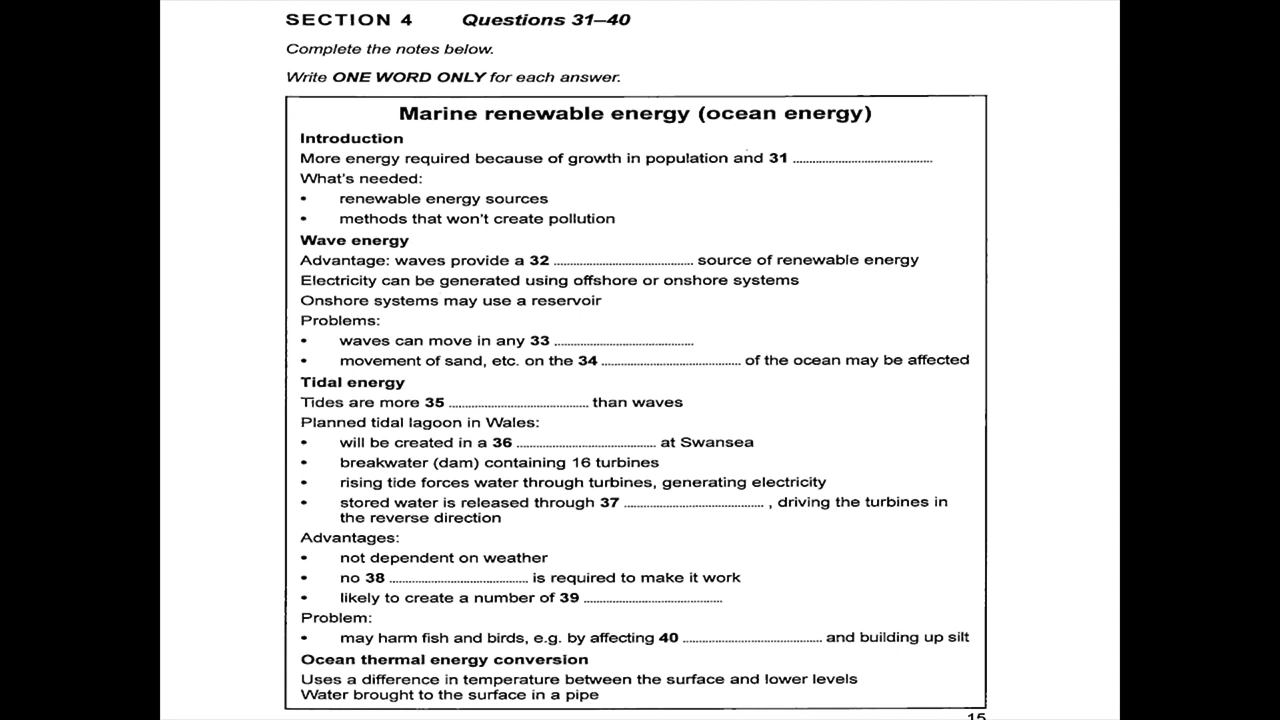 SECTION 4 Questions 31–40
Complete the notes below.
Write ONE WORD ONLY for each answer.
Marine renewable energy (ocean energy)
Introduction
More energy required because of growth in population and 31 ..........................................
What's needed:
• renewable energy sources
• methods that won't create pollution
Wave energy
Advantage: waves provide a 32 .......................................... source of renewable energy
Electricity can be generated using offshore or onshore systems
Onshore systems may use a reservoir
Problems:
• waves can move in any 33 ..........................................
• movement of sand, etc. on the 34 .......................................... of the ocean may be affected
Tidal energy
Tides are more 35 .......................................... than waves
Planned tidal lagoon in Wales:
• will be created in a 36 .......................................... at Swansea
• breakwater (dam) containing 16 turbines
• rising tide forces water through turbines, generating electricity
• stored water is released through 37 .......................................... , driving the turbines in
the reverse direction
Advantages:
• not dependent on weather
• no 38 .......................................... is required to make it work
• likely to create a number of 39 ..........................................
Problem:
• may harm fish and birds, e.g. by affecting 40 .......................................... and building up silt
Ocean thermal energy conversion
Uses a difference in temperature between the surface and lower levels
Water brought to the surface in a pipe
15